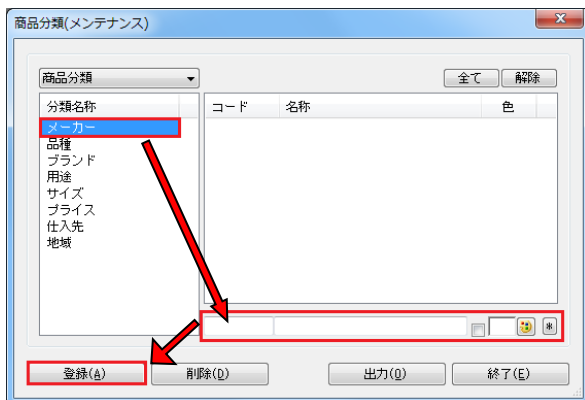 商品分類(メンテナンス)
商品分類
全て
解除
分類名称
コード
名称
色
メーカー
品種
ブランド
用途
サイズ
プライス
仕入先
地域
*
登録(A)
削除(D)
出力(O)
終了(E)